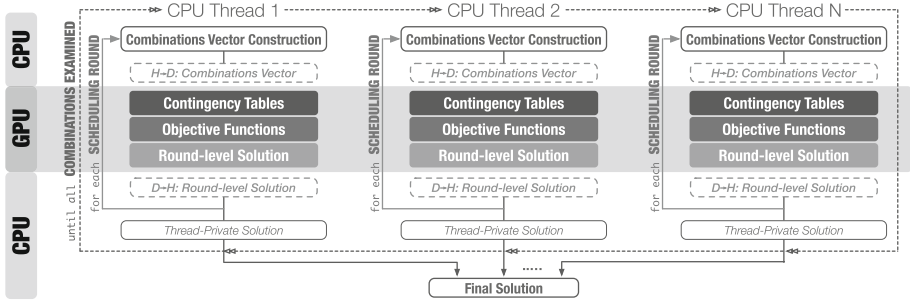 CPU Thread 1
CPU Thread 2
CPU Thread N
CPU
GPU
CPU
until all COMBINATIONS EXAMINED
for each SCHEDULING ROUND
Combinations Vector Construction
H→D: Combinations Vector
Contingency Tables
Objective Functions
Round-level Solution
D→H: Round-level Solution
Thread-Private Solution
for each SCHEDULING ROUND
Combinations Vector Construction
H→D: Combinations Vector
Contingency Tables
Objective Functions
Round-level Solution
D→H: Round-level Solution
Thread-Private Solution
for each SCHEDULING ROUND
Combinations Vector Construction
H→D: Combinations Vector
Contingency Tables
Objective Functions
Round-level Solution
D→H: Round-level Solution
Thread-Private Solution
.....
Final Solution